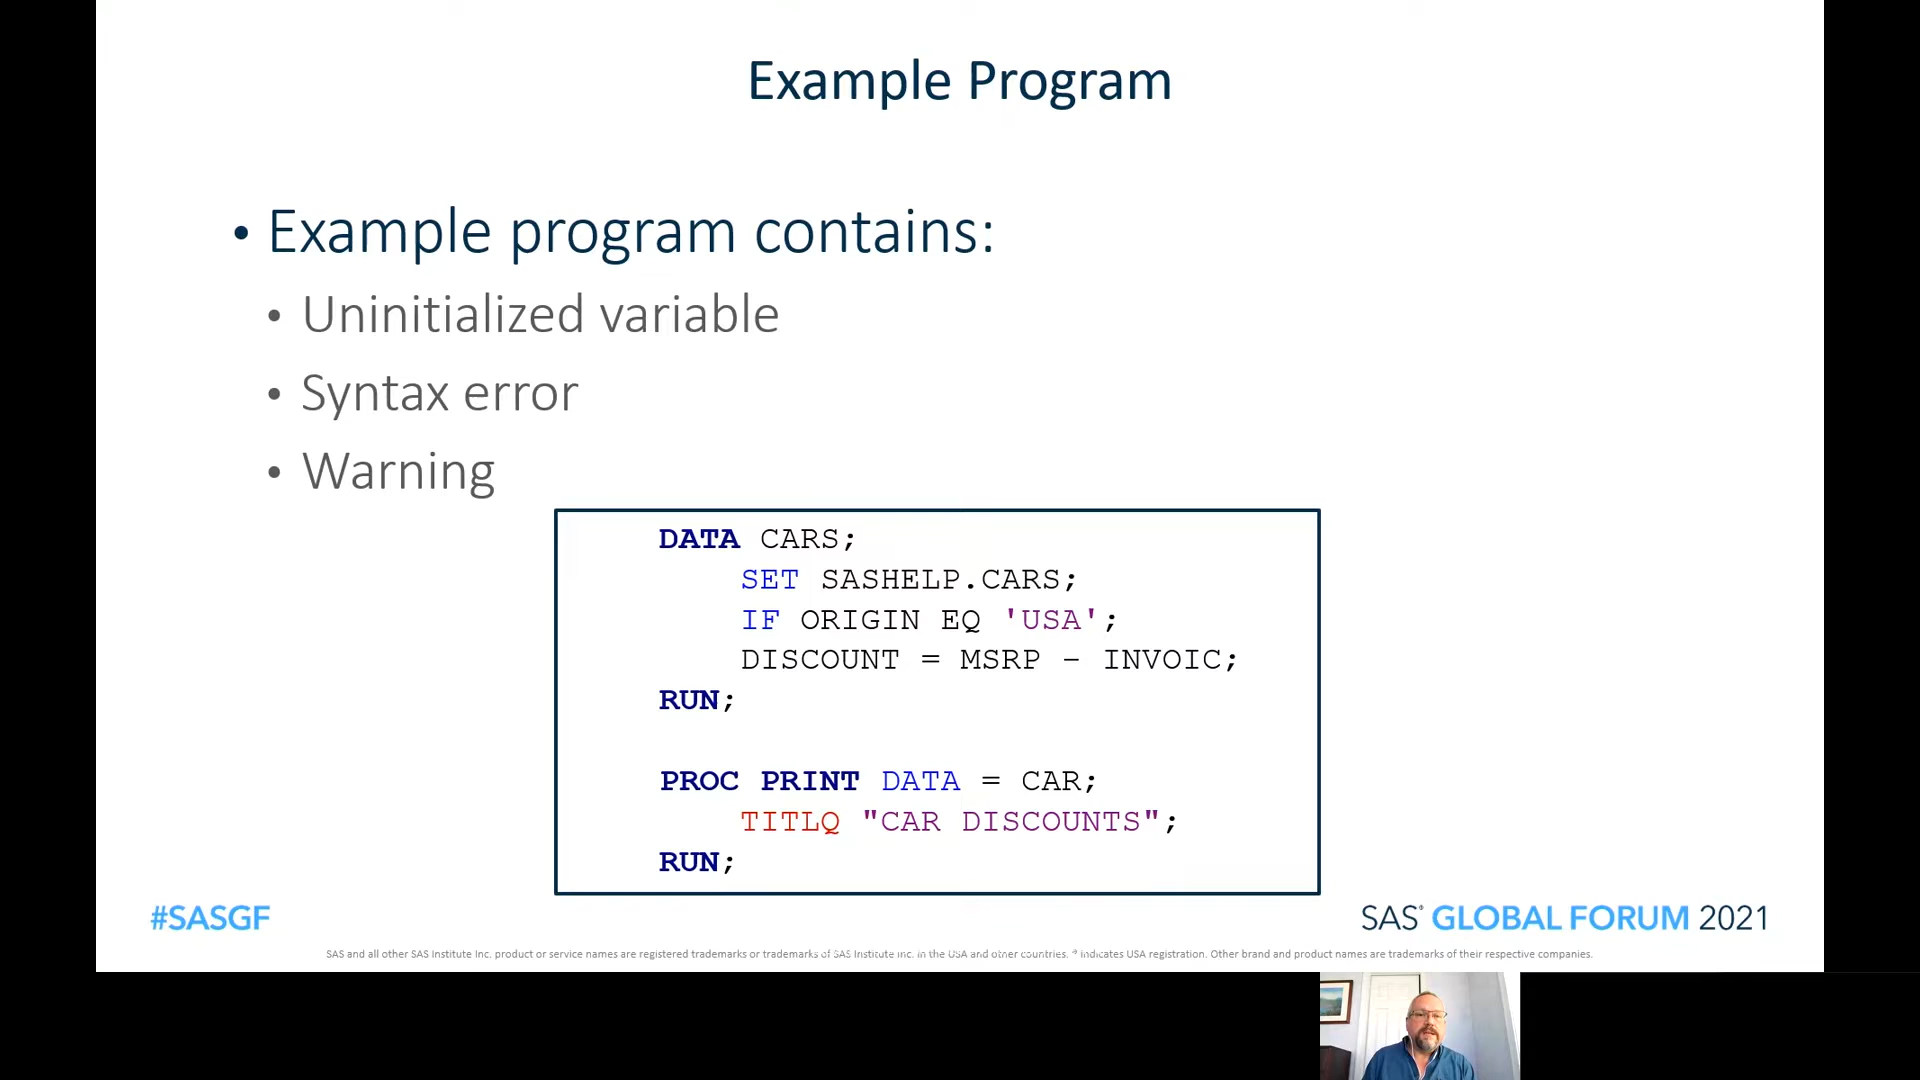 Example Program
• Example program contains:
• Uninitialized variable
• Syntax error
• Warning
DATA CARS;
SET SASHELP.CARS;
IF ORIGIN EQ 'USA';
DISCOUNT = MSRP – INVOIC;
RUN;
PROC PRINT DATA = CAR;
TITLQ "CAR DISCOUNTS";
RUN;
#SASGF
SAS® GLOBAL FORUM 2021
SAS and all other SAS Institute Inc. product or service names are registered trademarks or trademarks of SAS Institute Inc. in the USA and other countries. ® indicates USA registration. Other brand and product names are trademarks of their respective companies.